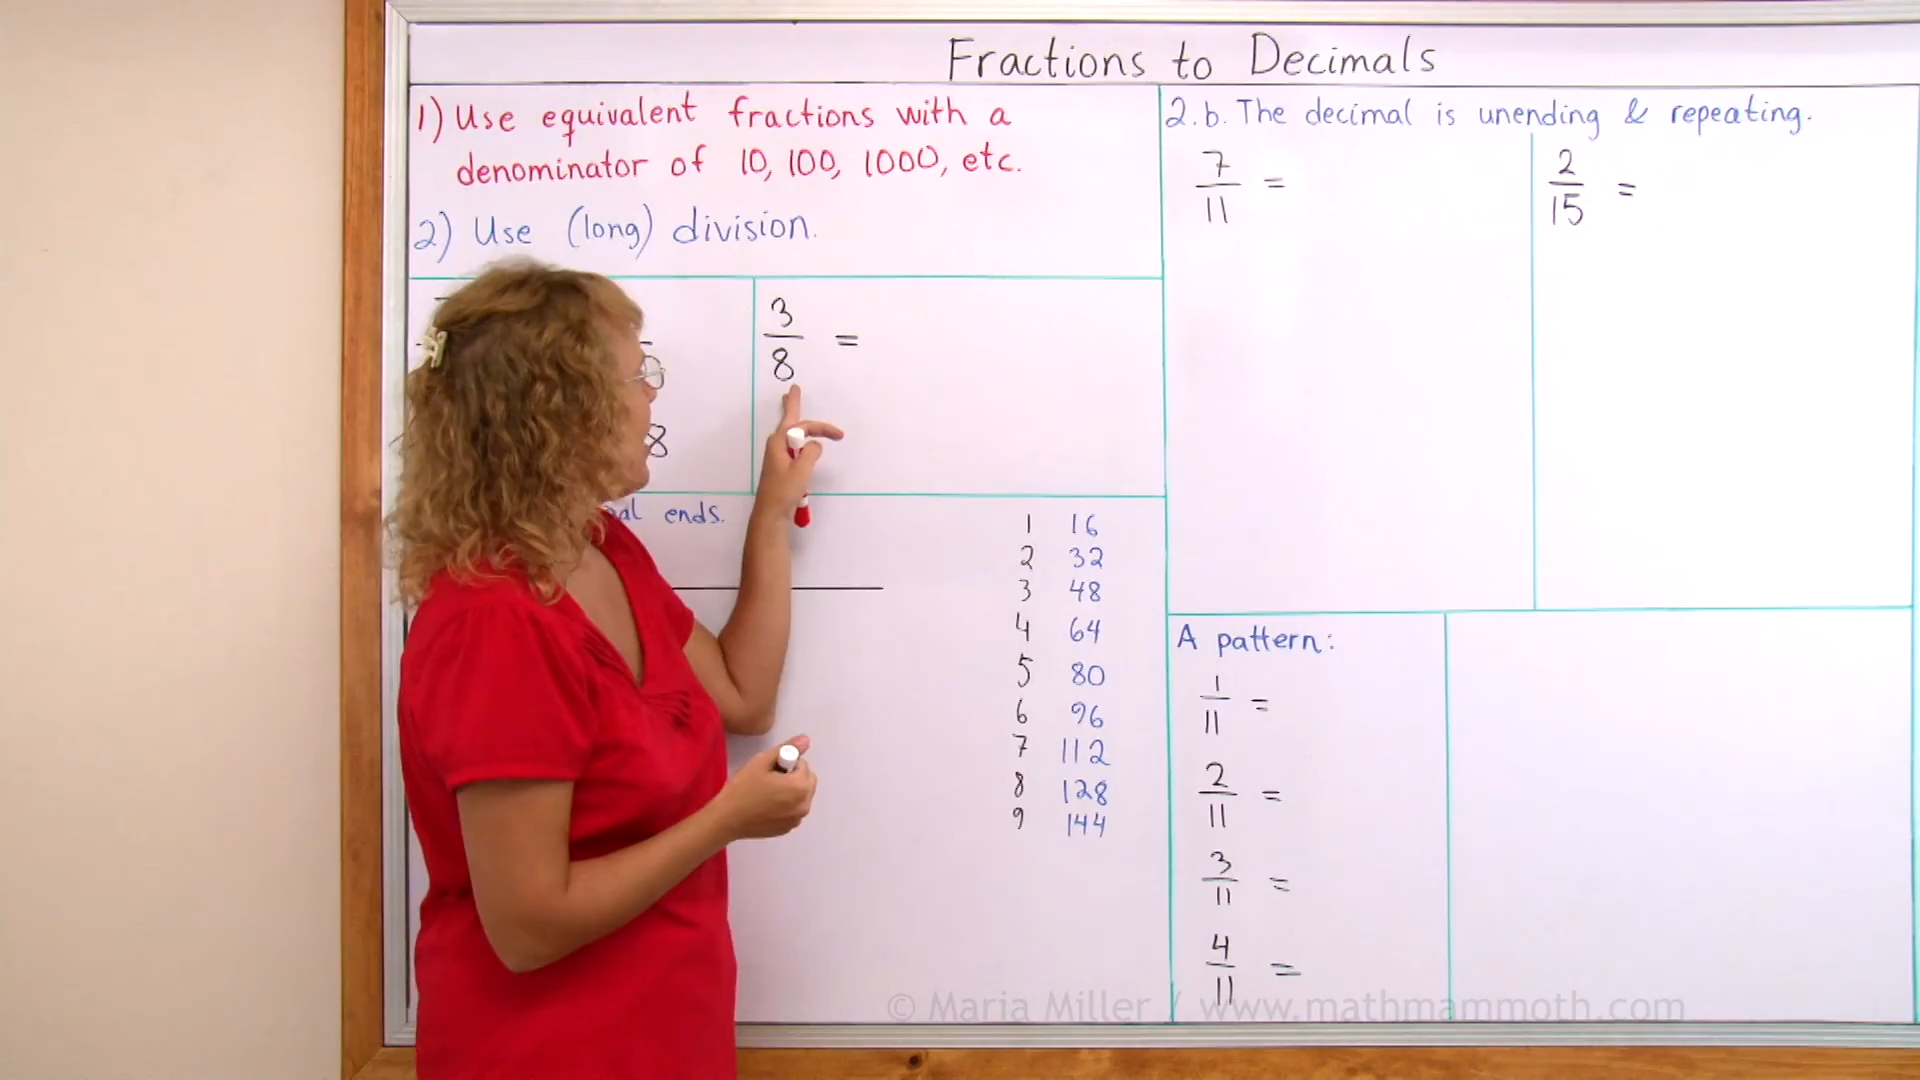 Fractions to Decimals
1) Use equivalent fractions with a
denominator of 10, 100, 1000, etc.
2) Use (long) division.
8
3/8 =
ends.
1 16
2 32
3 48
4 64
5 80
6 96
7 112
8 128
9 144
2.b. The decimal is unending & repeating.
7/11 =
2/15 =
A pattern:
1/11 =
2/11 =
3/11 =
4/11 =
© Maria Miller / www.mathmammoth.com